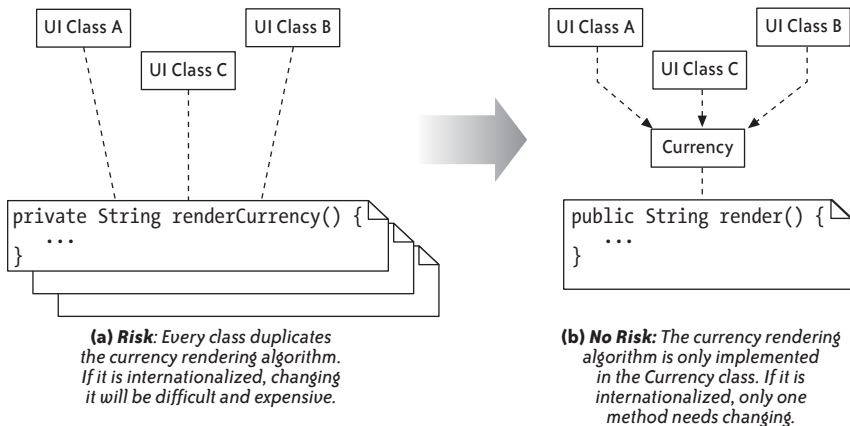 UI Class A
UI Class B
UI Class C
private String renderCurrency() {
...
}
(a) Risk: Every class duplicates
the currency rendering algorithm.
If it is internationalized, changing
it will be difficult and expensive.
UI Class A
UI Class B
UI Class C
Currency
public String render() {
...
}
(b) No Risk: The currency rendering
algorithm is only implemented
in the Currency class. If it is
internationalized, only one
method needs changing.